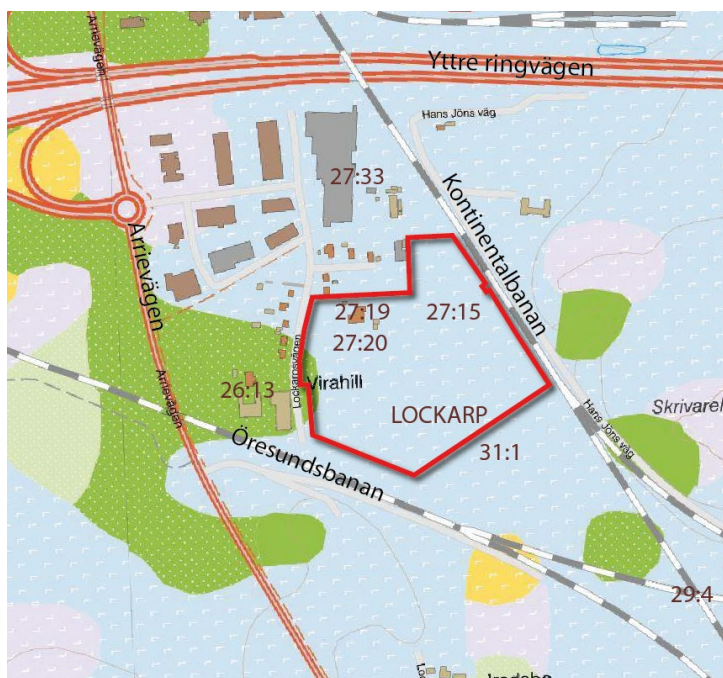 Arrievägen
Yttre ringvägen
Hans Jöns väg
27:33
Kontinentalbanan
Arrievägen
27:19
27:15
27:20
Lockarpsvägen
Virahill
26:13
Arrievägen
LOCKARP
Skrivarel
Hans Jöns väg
31:1
Öresundsbanan
29:4